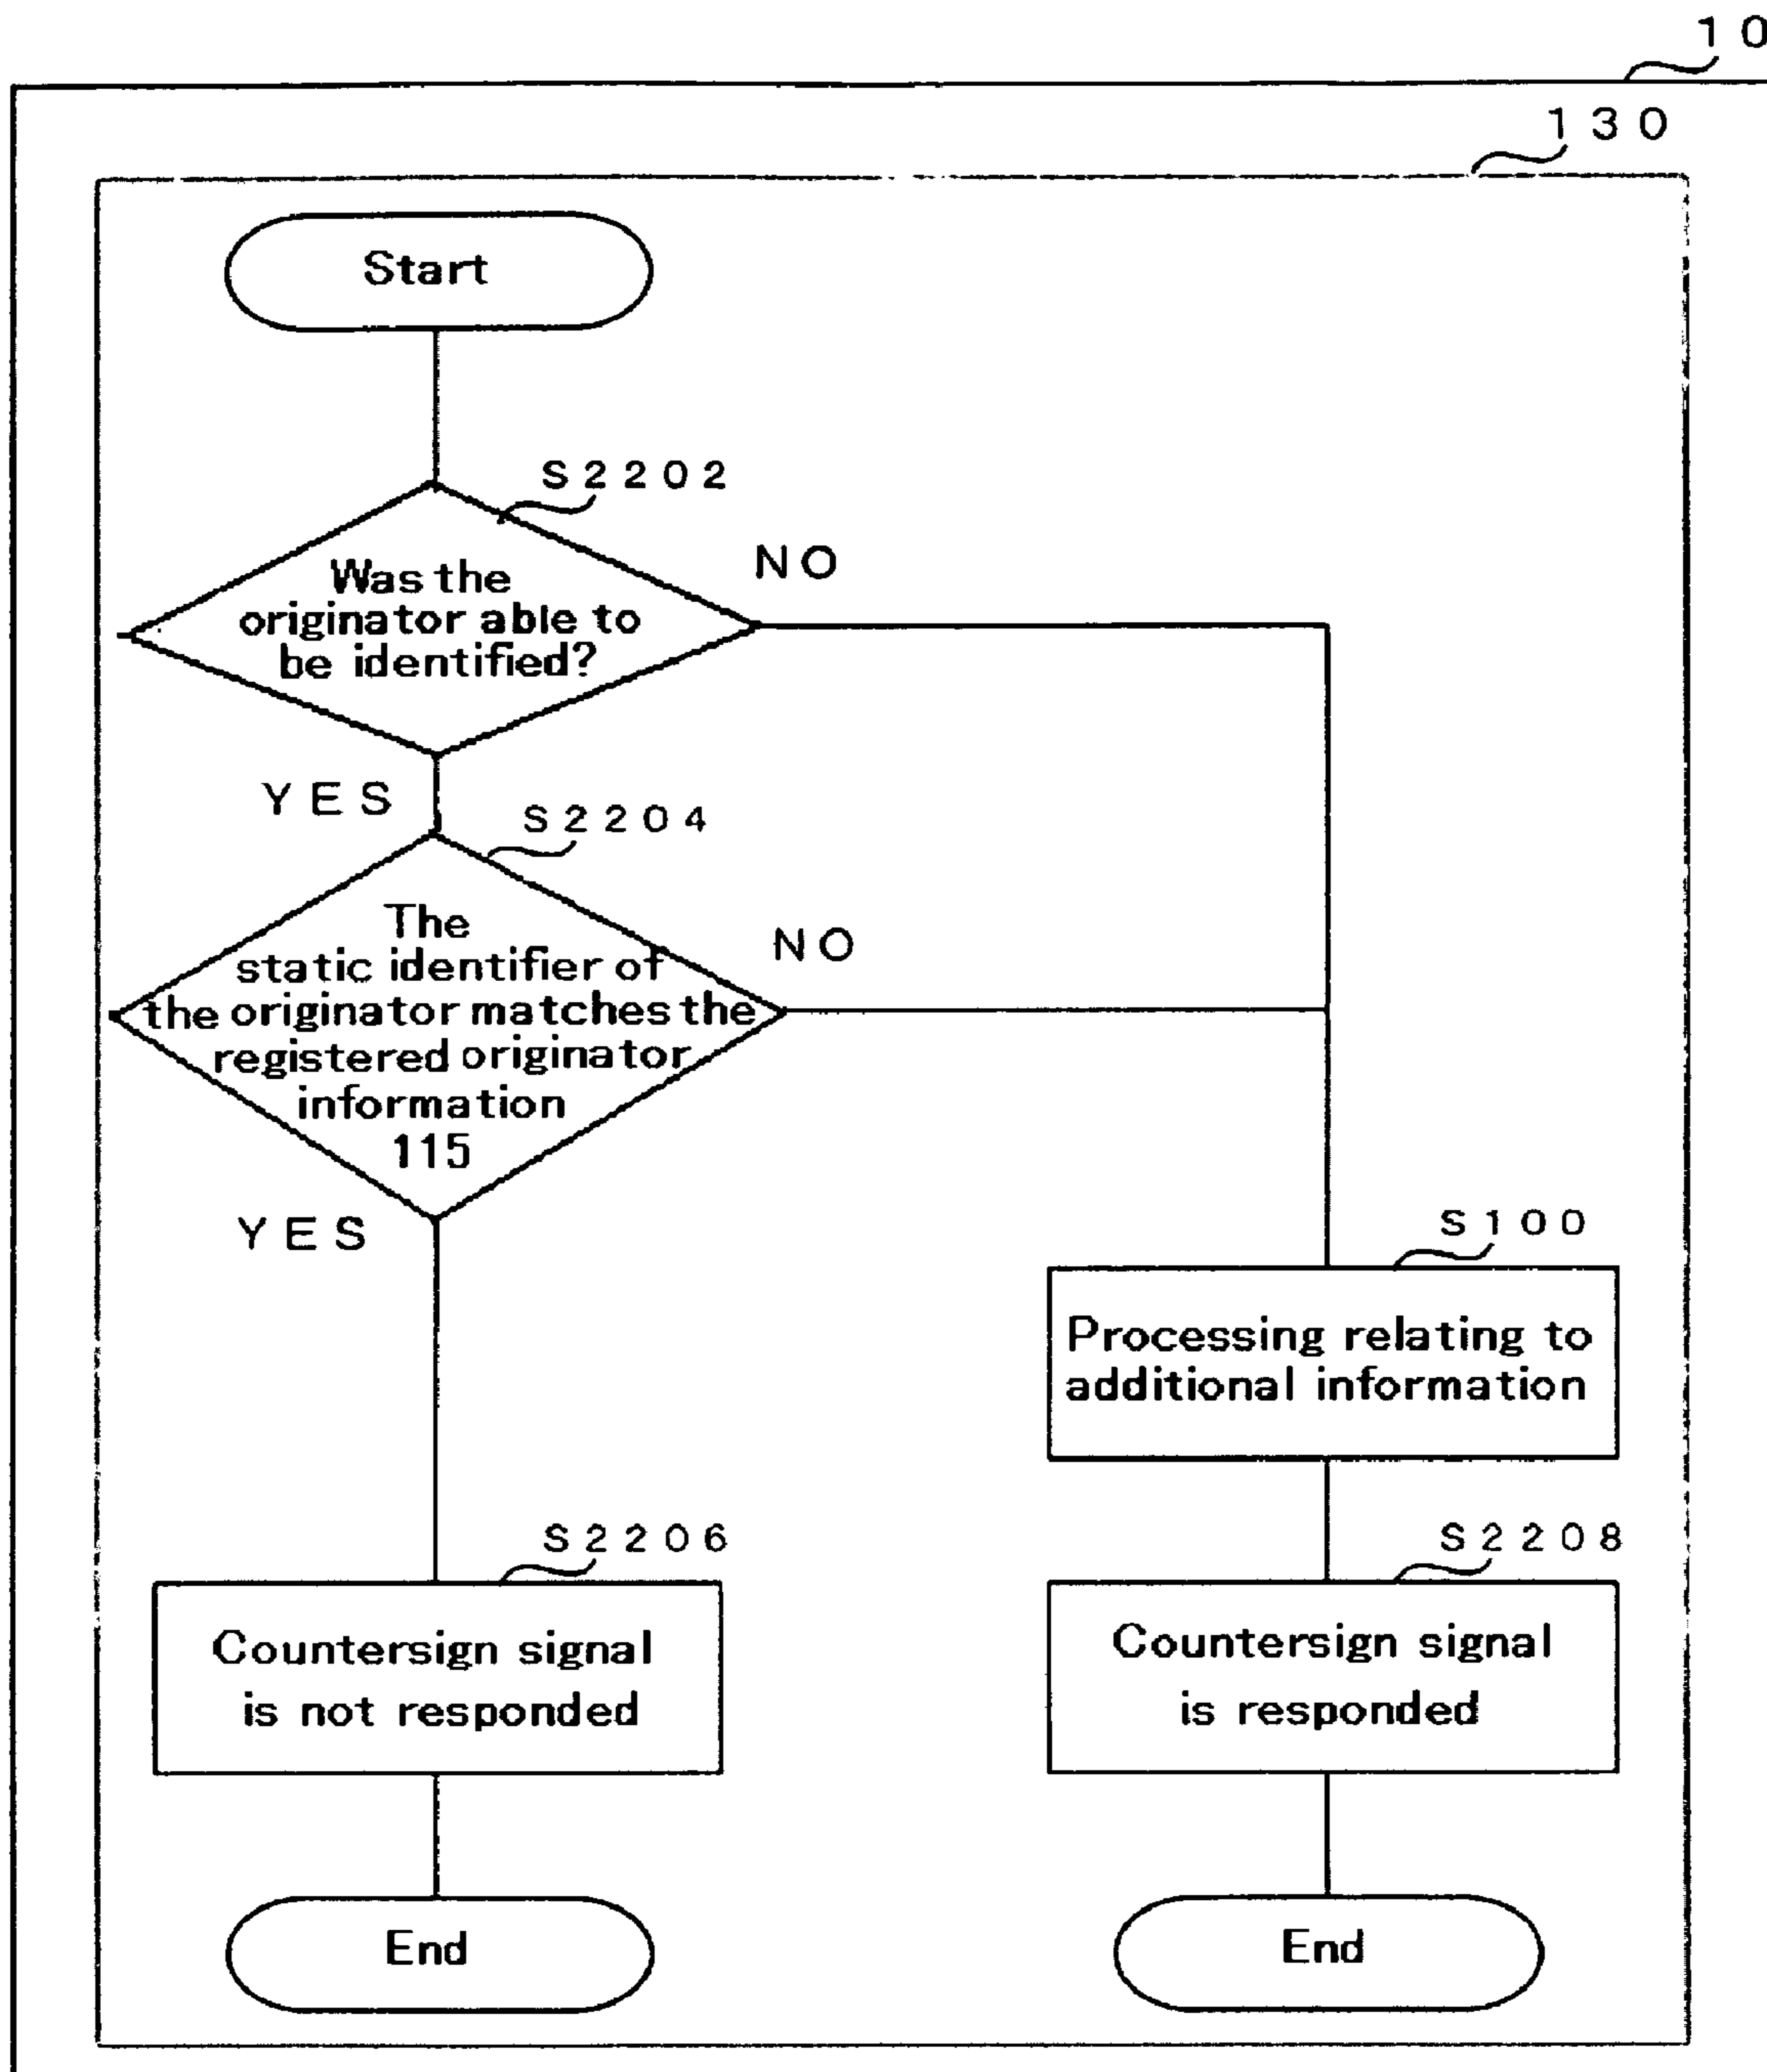 10
130
Start
S2202
Was the
originator able to
be identified?
NO
YES
S2204
The
static identifier of
the originator matches the
registered originator
information
115
NO
YES
S100
Processing relating to
additional information
S2206
Countersign signal
is not responded
S2208
Countersign signal
is responded
End
End